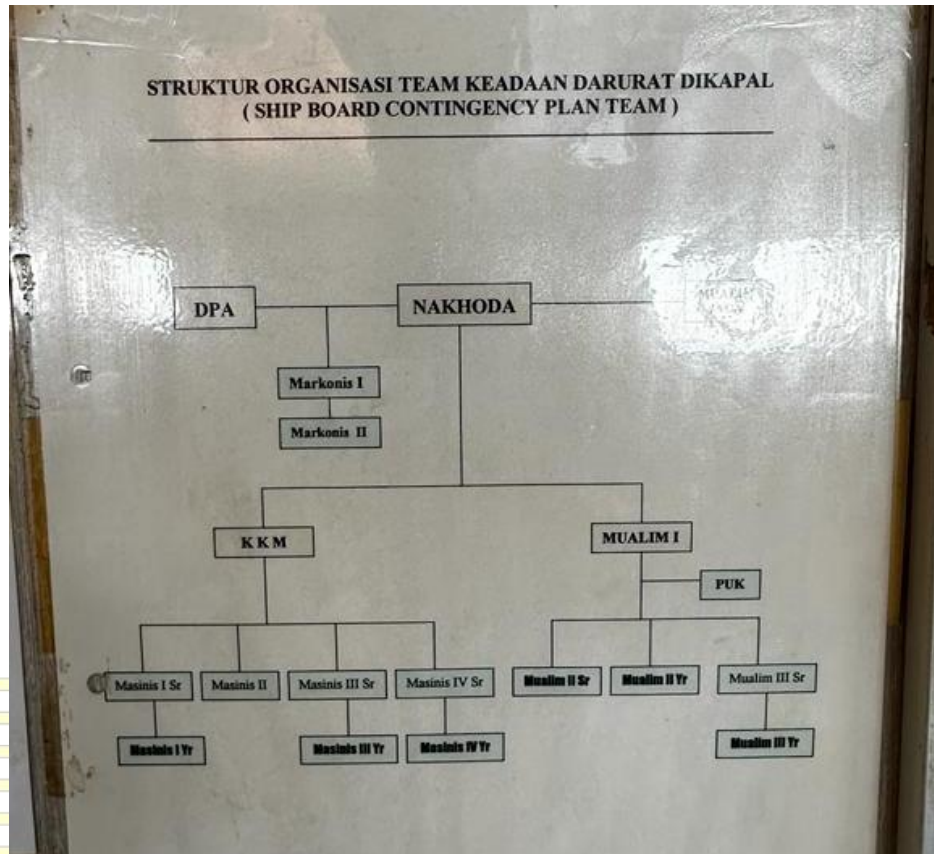 STRUKTUR ORGANISASI TEAM KEADAAN DARURAT DIKAPAL
( SHIP BOARD CONTINGENCY PLAN TEAM )
DPA
NAKHODA
Markonis I
Markonis II
K K M
MUALIM I
PUK
Masinis I Sr
Masinis II
Masinis III Sr
Masinis IV Sr
Mualim II Sr
Mualim II Yr
Mualim III Sr
Masinis I Yr
Masinis III Yr
Masinis IV Yr
Mualim III Yr